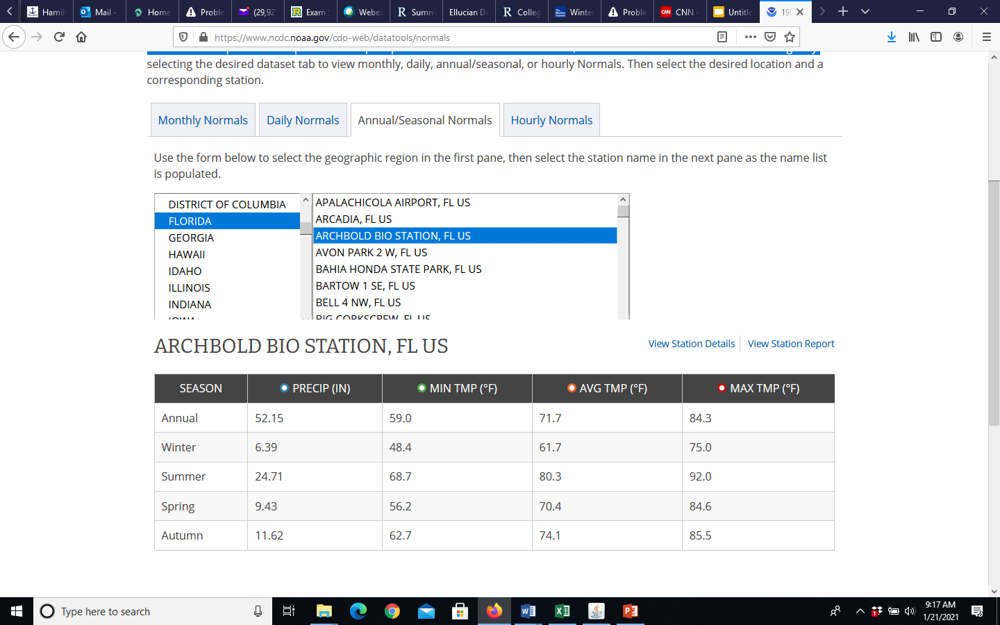 Hamil
Mail -
Home
Proble
(29,92
Exam
Webex
Summ
Ellucian De
Colleg
Winter
Proble
CNN -
Untitle
198
https://www.ncdc.noaa.gov/cdo-web/datatools/normals
selecting the desired dataset tab to view monthly, daily, annual/seasonal, or hourly Normals. Then select the desired location and a
corresponding station.
Monthly Normals
Daily Normals
Annual/Seasonal Normals
Hourly Normals
Use the form below to select the geographic region in the first pane, then select the station name in the next pane as the name list
is populated.
DISTRICT OF COLUMBIA
FLORIDA
GEORGIA
HAWAII
IDAHO
ILLINOIS
INDIANA
IOWA
APALACHICOLA AIRPORT, FL US
ARCADIA, FL US
ARCHBOLD BIO STATION, FL US
AVON PARK 2 W, FL US
BAHIA HONDA STATE PARK, FL US
BARTOW 1 SE, FL US
BELL 4 NW, FL US
BIG CORKSCREW, FL US
ARCHBOLD BIO STATION, FL US
View Station Details
View Station Report
SEASON PRECIP (IN) MIN TMP (°F) AVG TMP (°F) MAX TMP (°F)
Annual 52.15 59.0 71.7 84.3
Winter 6.39 48.4 61.7 75.0
Summer 24.71 68.7 80.3 92.0
Spring 9.43 56.2 70.4 84.6
Autumn 11.62 62.7 74.1 85.5
Type here to search
9:17 AM
1/21/2021